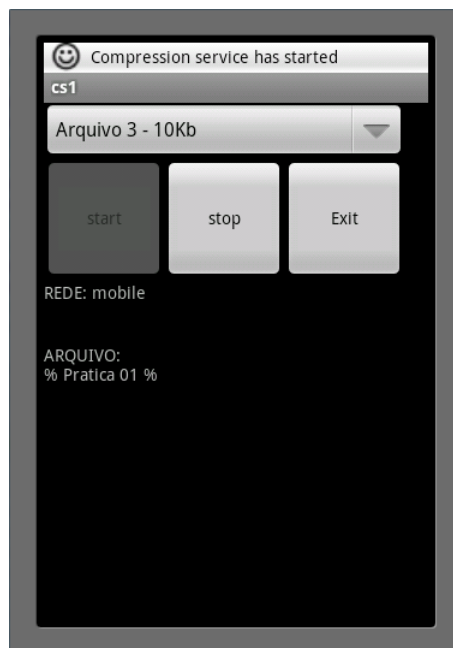 Compression service has started
cs1
Arquivo 3 - 10Kb
start stop Exit
REDE: mobile
ARQUIVO:
% Pratica 01 %